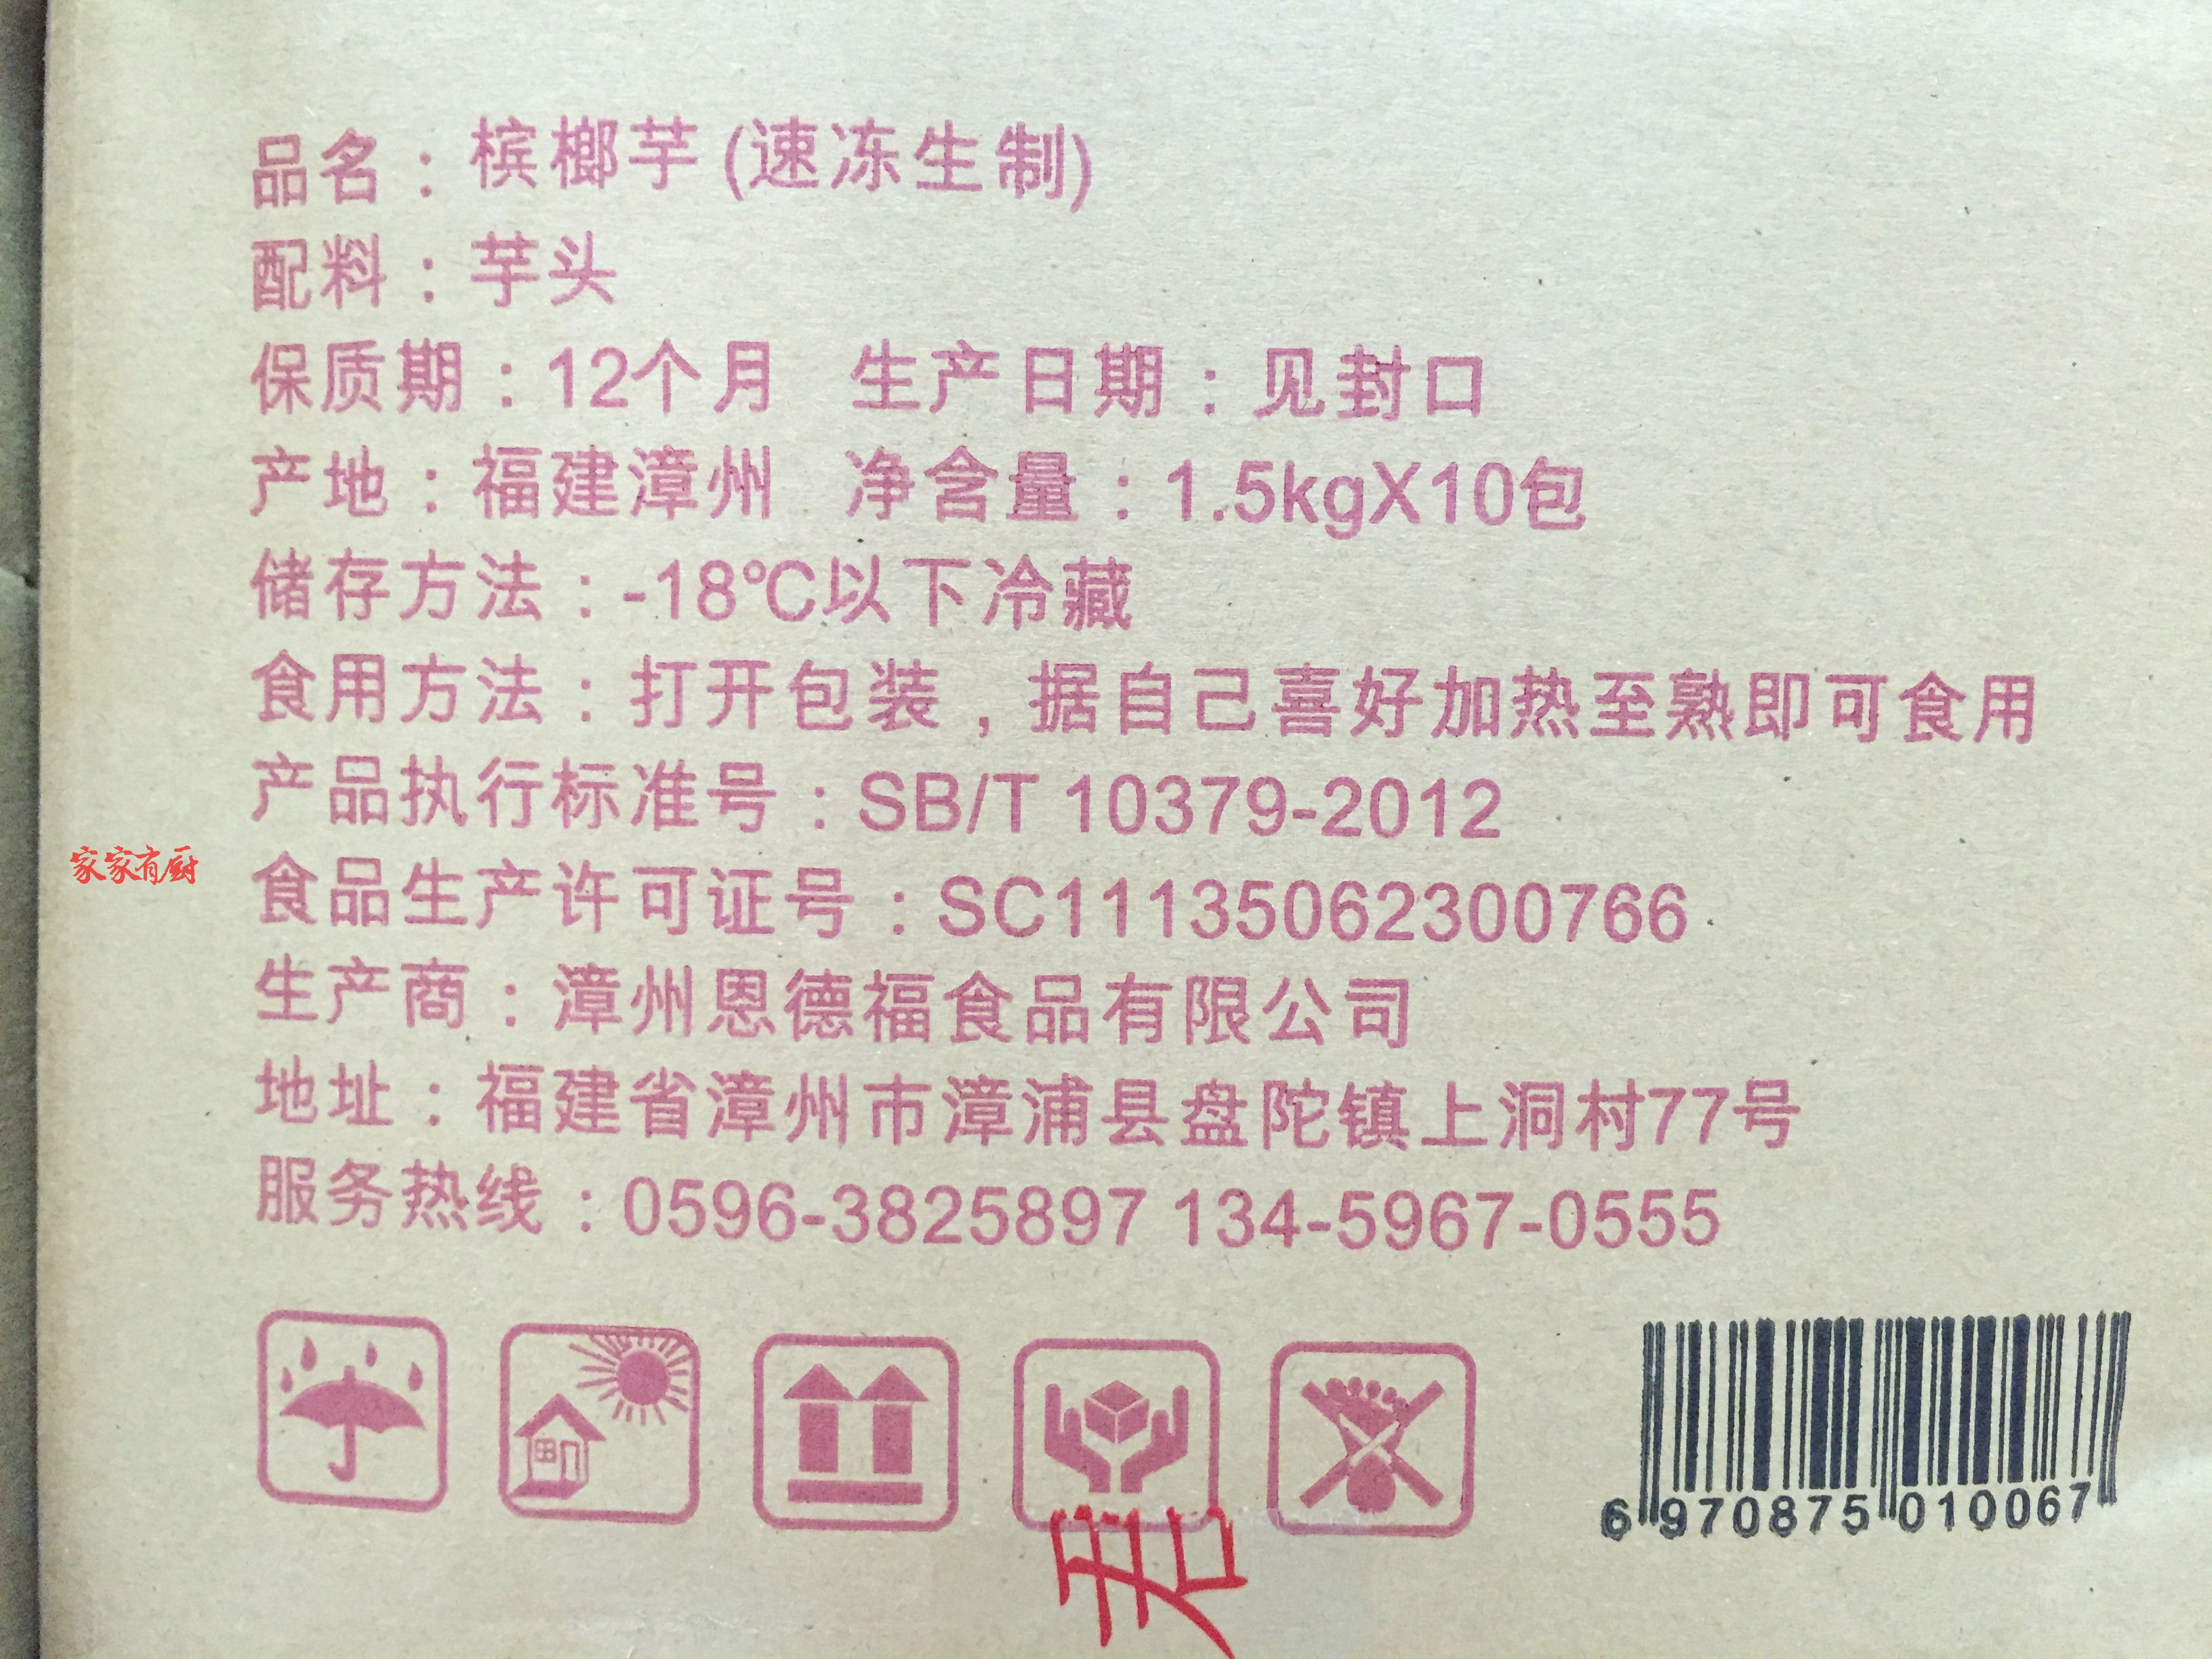 品名：槟榔芋(速冻生制)
配料：芋头
保质期：12个月 生产日期：见封口
产地：福建漳州 净含量：1.5kgX10包
储存方法：-18℃以下冷藏
食用方法：打开包装，据自己喜好加热至熟即可食用
产品执行标准号：SB/T 10379-2012
家家有厨
食品生产许可证号：SC11135062300766
生产商：漳州恩德福食品有限公司
地址：福建省漳州市漳浦县盘陀镇上洞村77号
服务热线：0596-3825897 134-5967-0555
6 970875 010067
君